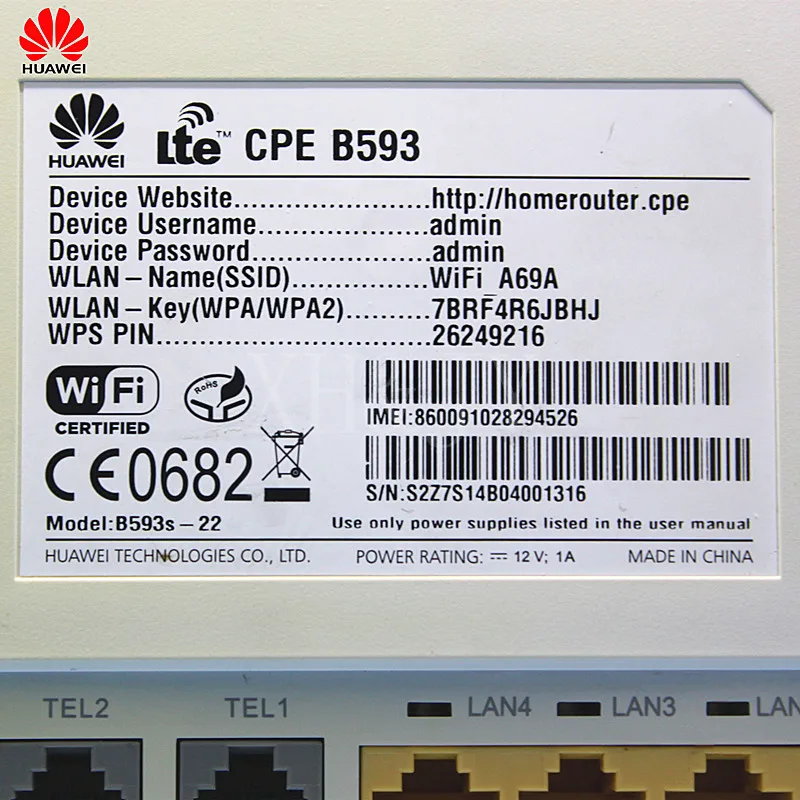 HUAWEI
HUAWEI Lte™ CPE B593
Device Website......................http://homerouter.cpe
Device Username...................admin
Device Password....................admin
WLAN – Name(SSID)...............WiFi_A69A
WLAN – Key(WPA/WPA2).........7BRF4R6JBHJ
WPS PIN..............................26249216
WiFi RoHS
CERTIFIED
IMEI:860091028294526
CE0682
S/N:S2Z7S14B04001316
Model:B593s – 22 Use only power supplies listed in the user manual
HUAWEI TECHNOLOGIES CO., LTD. POWER RATING: ⎓ 12 V; 1A MADE IN CHINA
TEL2 TEL1 LAN4 LAN3 LAN